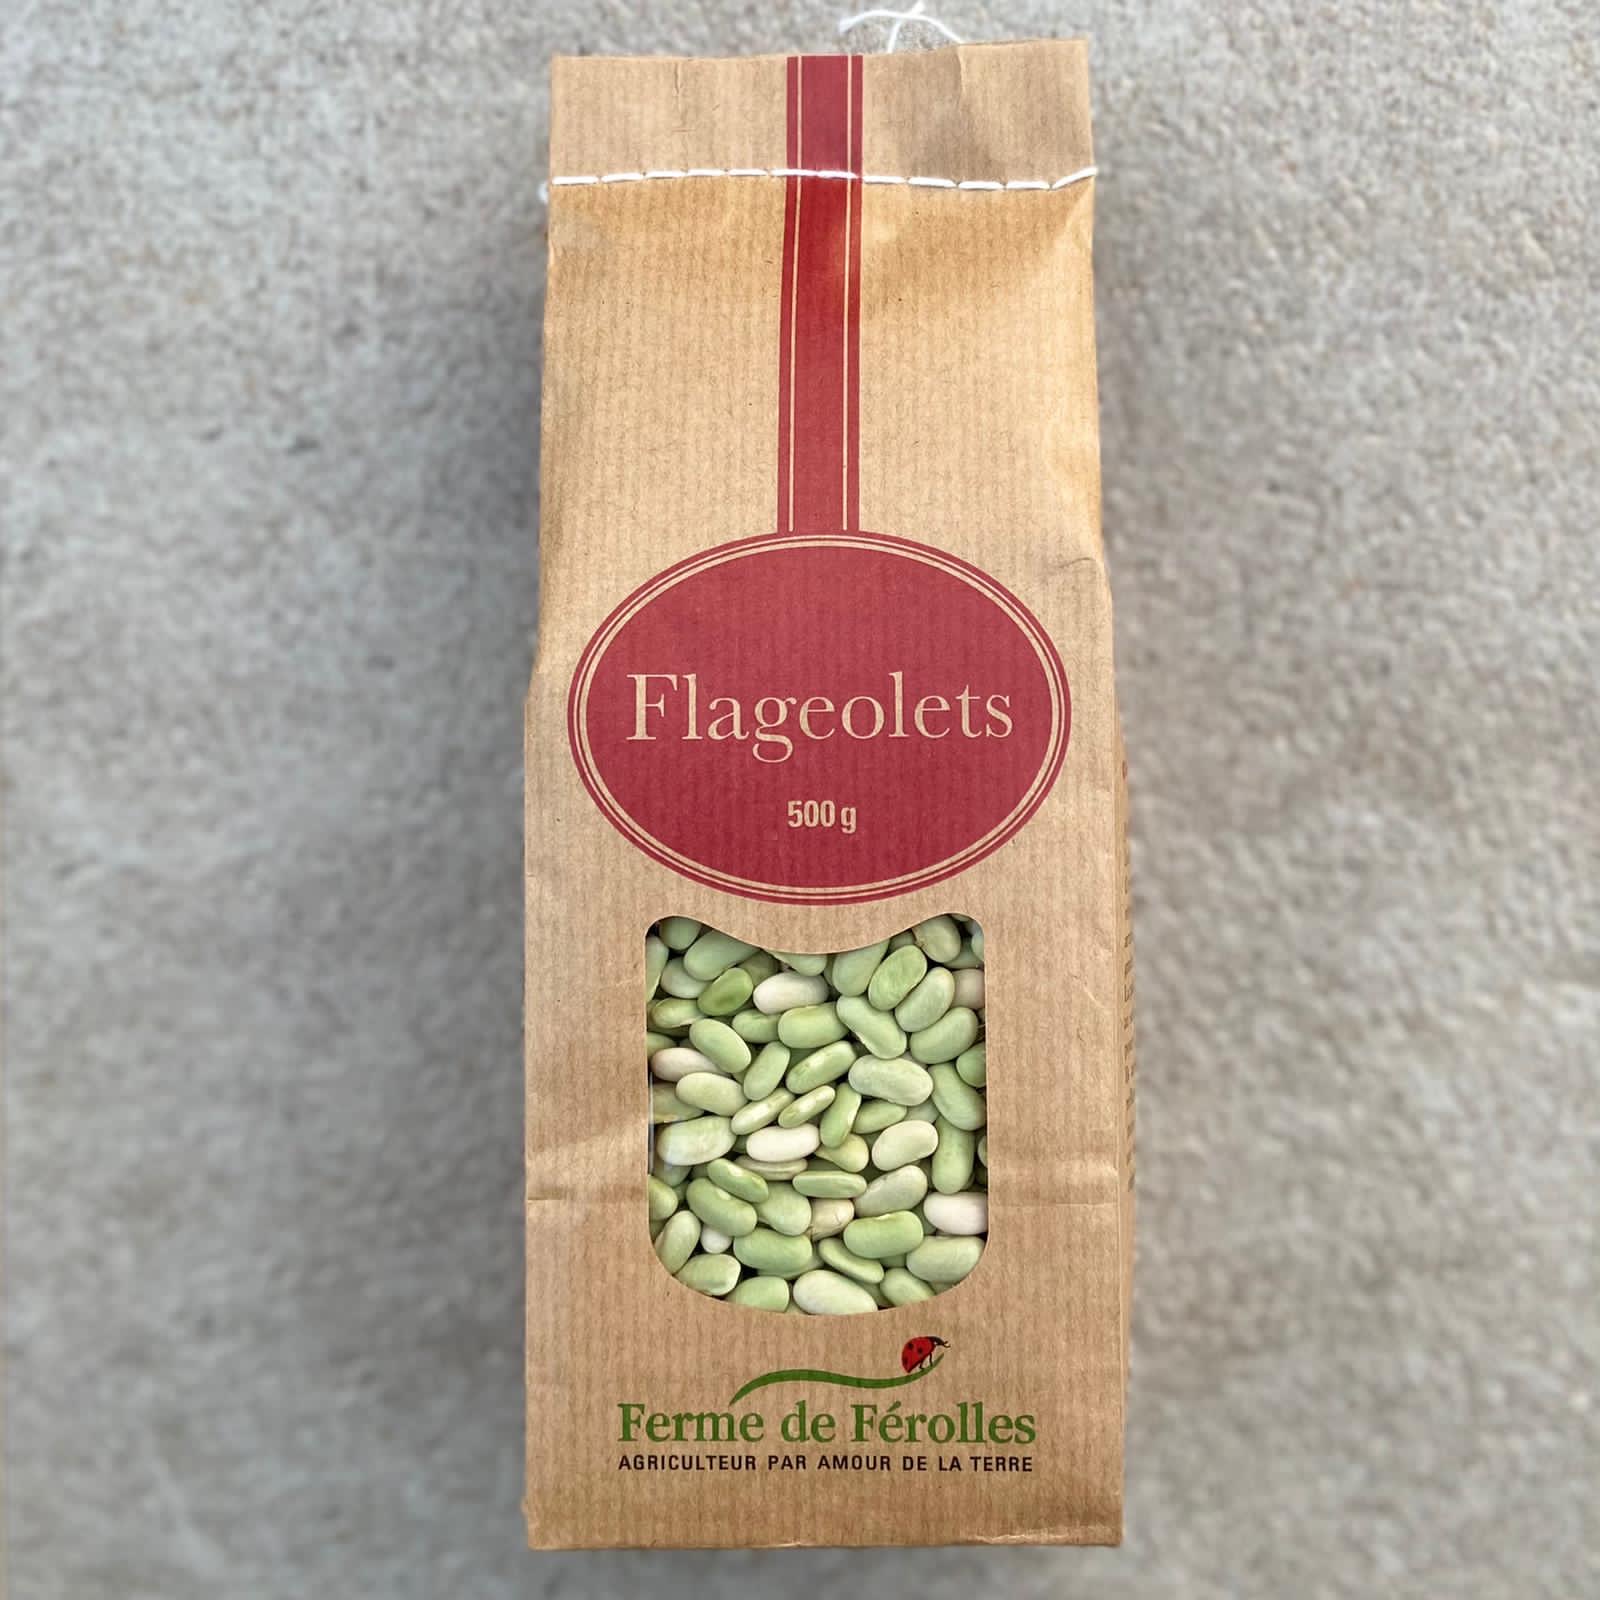 Flageolets
500 g
Ferme de Férolles
AGRICULTEUR PAR AMOUR DE LA TERRE